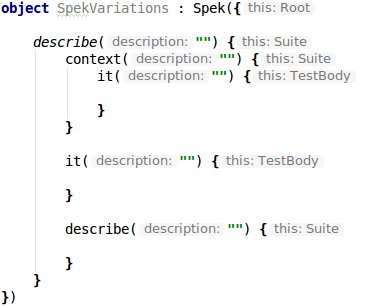 object SpekVariations : Spek({ this: Root
describe( description: "") { this: Suite
context( description: "") { this: Suite
it( description: "") { this: TestBody
}
}
it( description: "") { this: TestBody
}
describe( description: "") { this: Suite
}
}
})